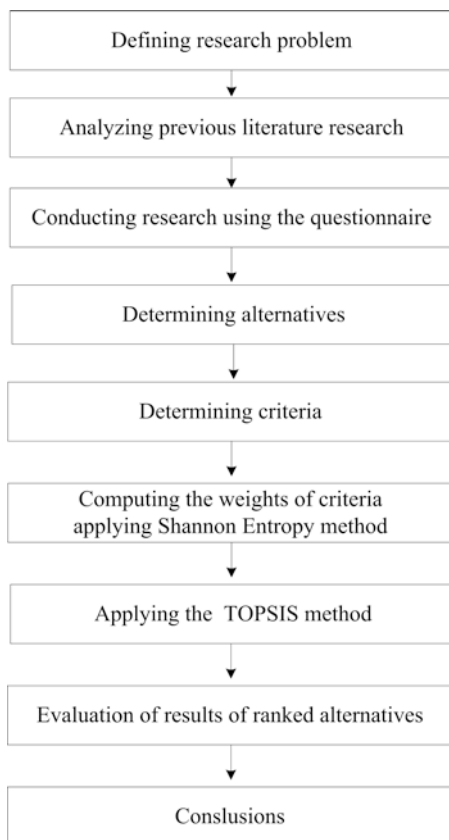 Defining research problem
Analyzing previous literature research
Conducting research using the questionnaire
Determining alternatives
Determining criteria
Computing the weights of criteria
applying Shannon Entropy method
Applying the TOPSIS method
Evaluation of results of ranked alternatives
Conslusions